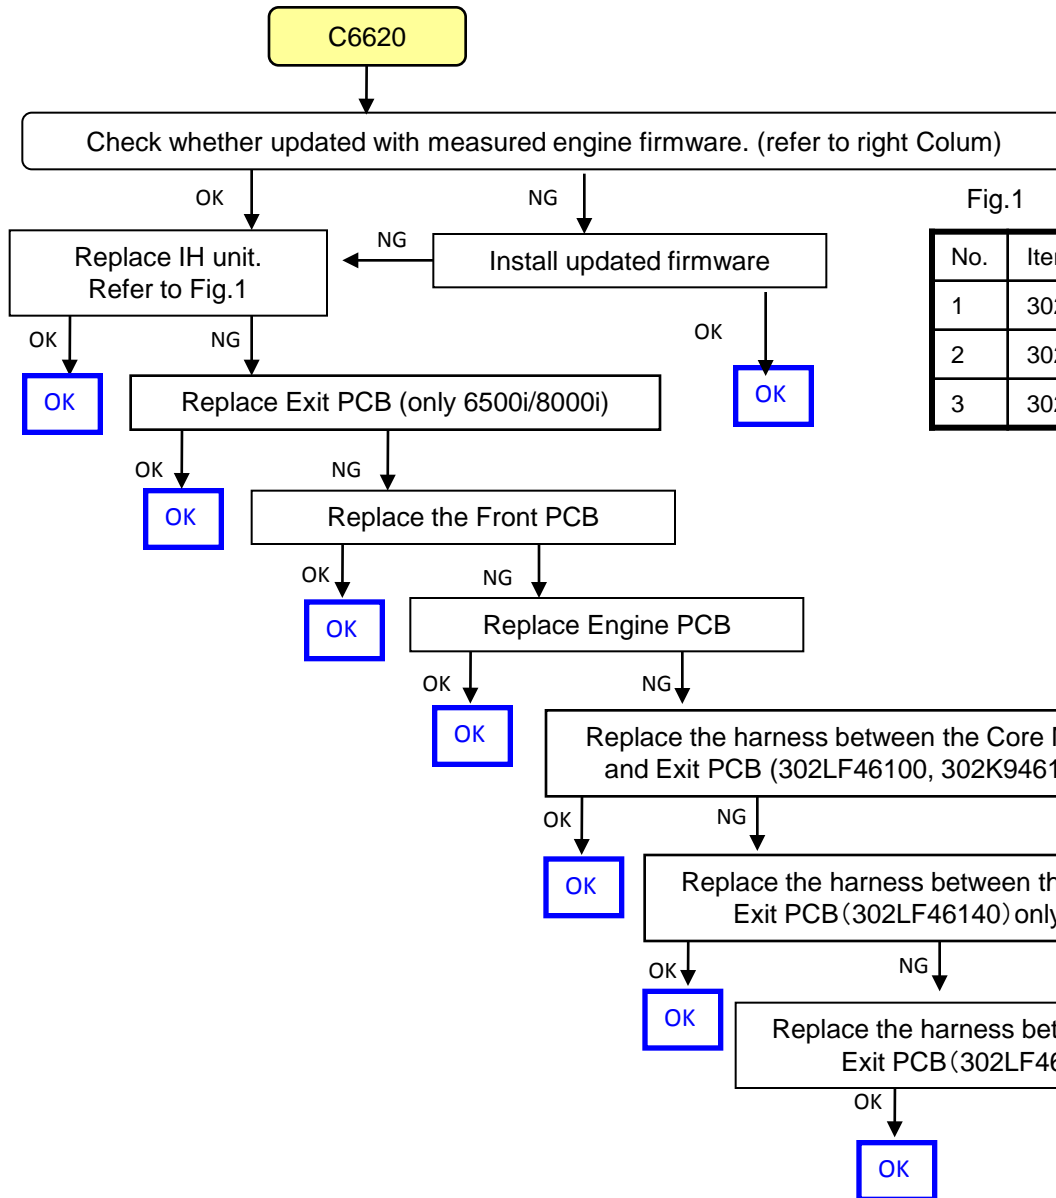 C6620
Check whether updated with measured engine firmware. (refer to right Colum)
OK
NG
Fig.1
Replace IH unit.
Refer to Fig.1
NG
Install updated firmware
No.
1 302
2 302
3 302
OK
NG
OK
OK
Replace Exit PCB (only 6500i/8000i)
OK
OK
NG
OK
Replace the Front PCB
OK
NG
OK
Replace Engine PCB
OK
NG
OK
Replace the harness between the Core
and Exit PCB (302LF46100, 302K9461
OK
NG
OK
Replace the harness between
Exit PCB（302LF46140）only
OK
NG
OK
Replace the harness
Exit PCB（302LF46
OK
OK